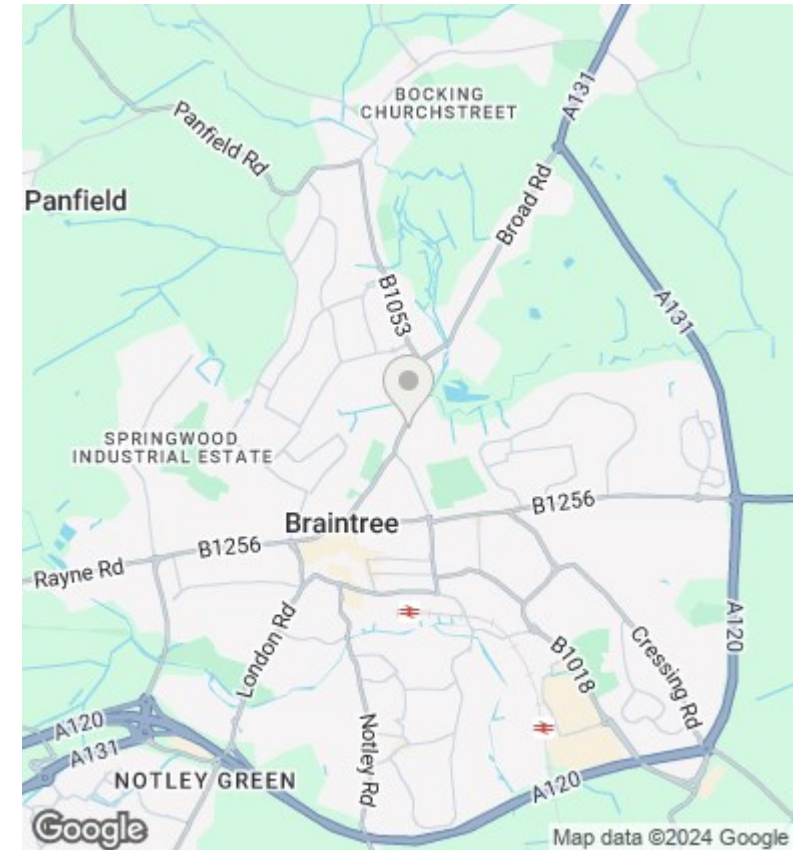 BOCKING
CHURCHSTREET
A131
Panfield Rd
Panfield
Broad Rd
B1053
A131
SPRINGWOOD
INDUSTRIAL ESTATE
Braintree
B1256
B1256
Rayne Rd
London Rd
Notley Rd
B1018
Cressing Rd
A120
A120
A131
NOTLEY GREEN
A120
Google
Map data ©2024 Google